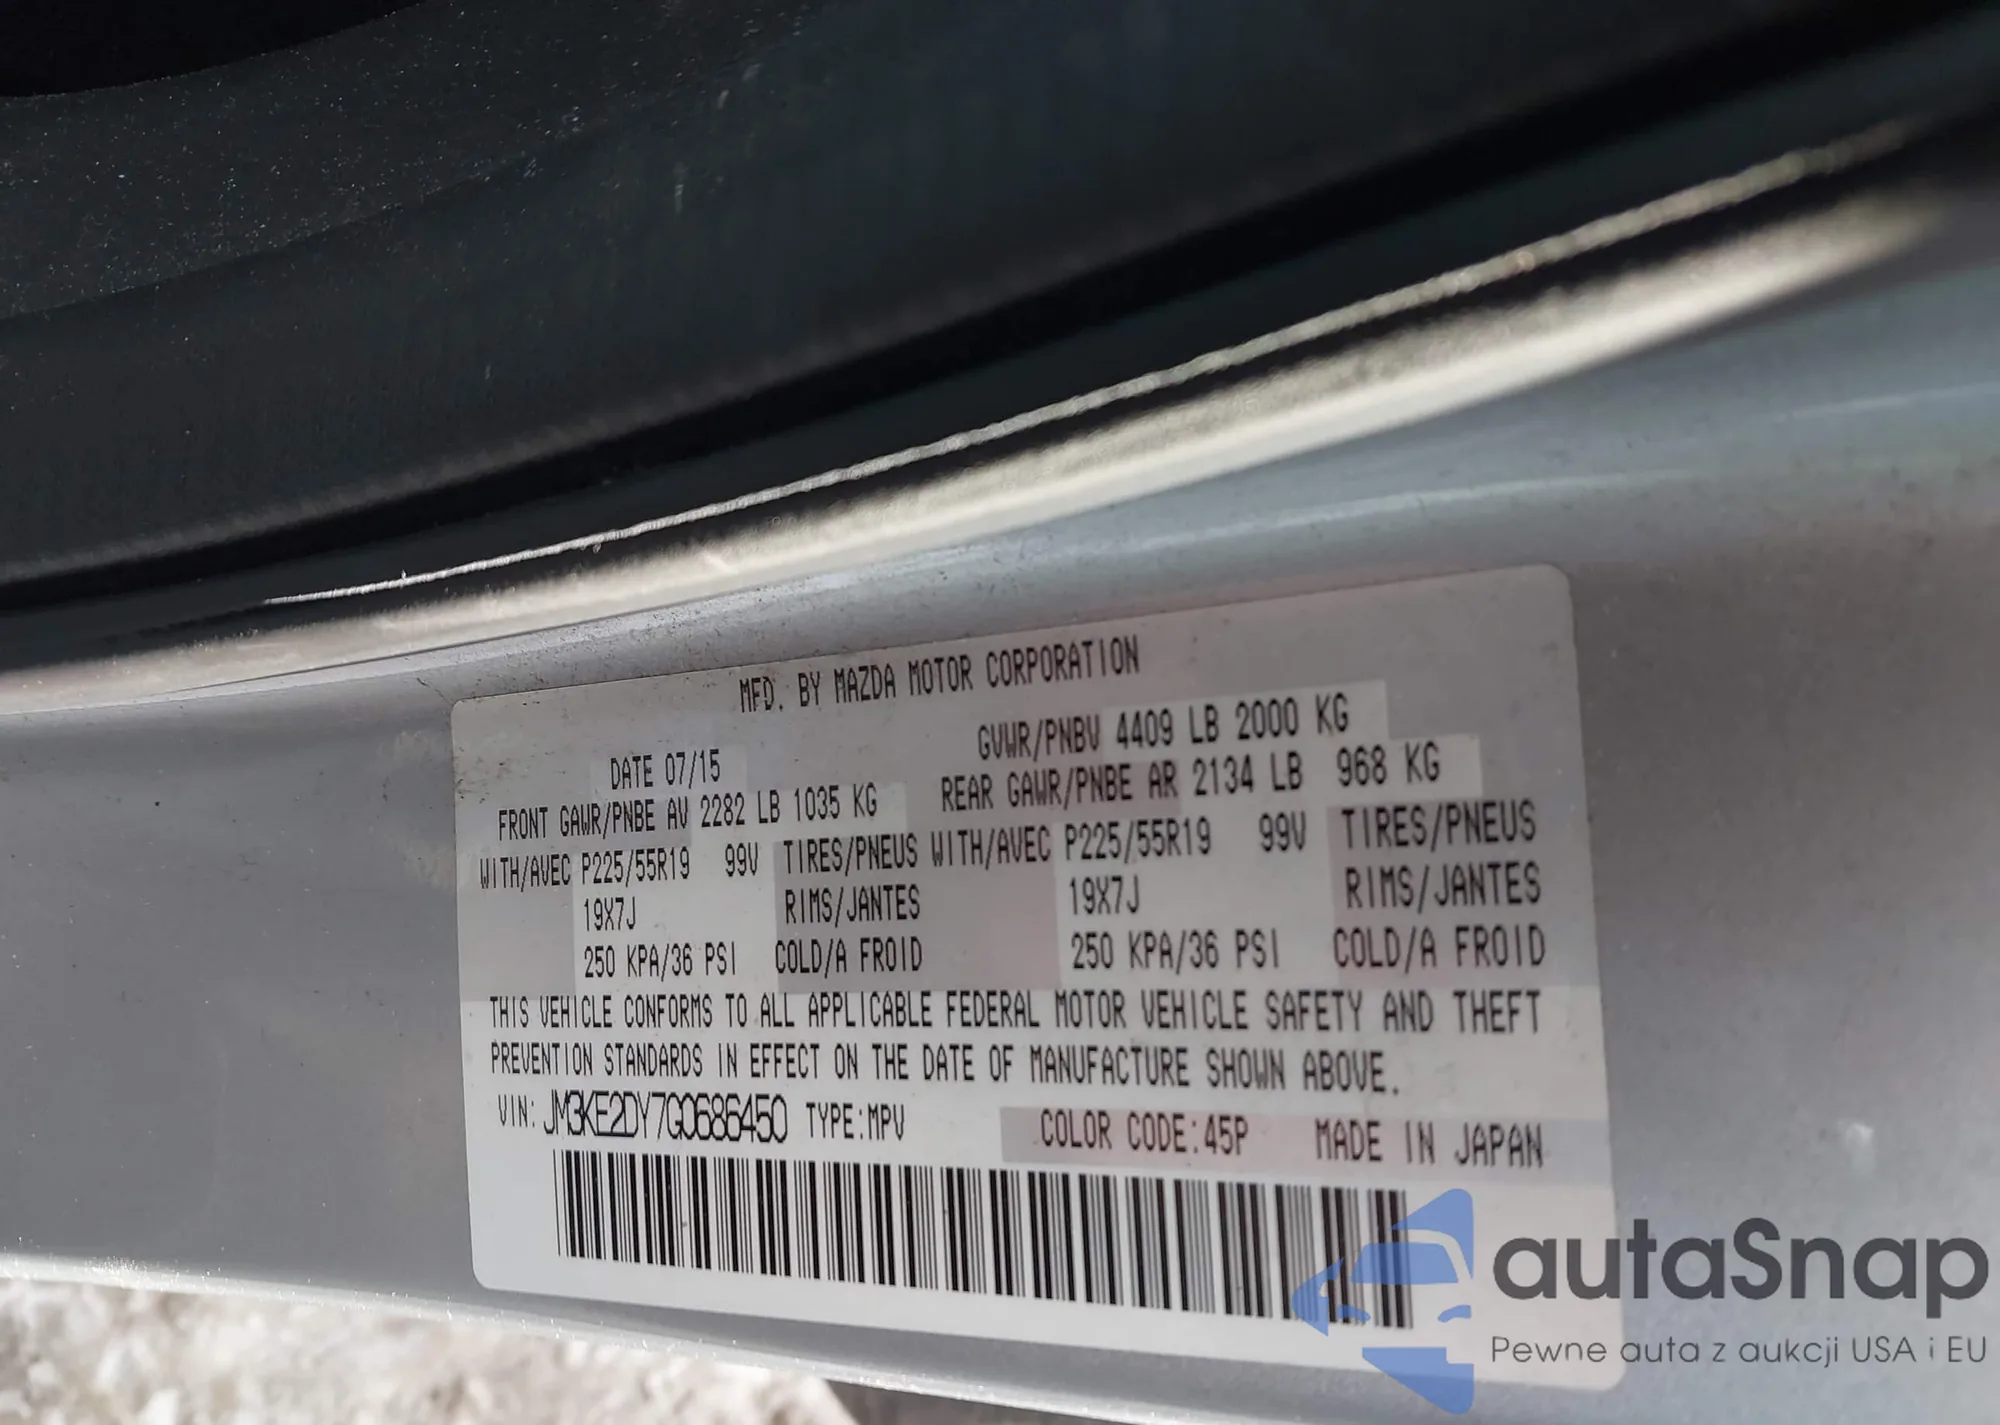 MFD. BY MAZDA MOTOR CORPORATION
DATE 07/15 GVWR/PNBV 4409 LB 2000 KG
FRONT GAWR/PNBE AV 2282 LB 1035 KG REAR GAWR/PNBE AR 2134 LB 968 KG
WITH/AVEC P225/55R19 99V TIRES/PNEUS WITH/AVEC P225/55R19 99V TIRES/PNEUS
19X7J RIMS/JANTES 19X7J RIMS/JANTES
250 KPA/36 PSI COLD/A FROID 250 KPA/36 PSI COLD/A FROID
THIS VEHICLE CONFORMS TO ALL APPLICABLE FEDERAL MOTOR VEHICLE SAFETY AND THEFT
PREVENTION STANDARDS IN EFFECT ON THE DATE OF MANUFACTURE SHOWN ABOVE.
VIN: JM3KE2DY7G0686450 TYPE:MPV COLOR CODE:45P MADE IN JAPAN
autaSnap
Pewne auta z aukcji USA i EU